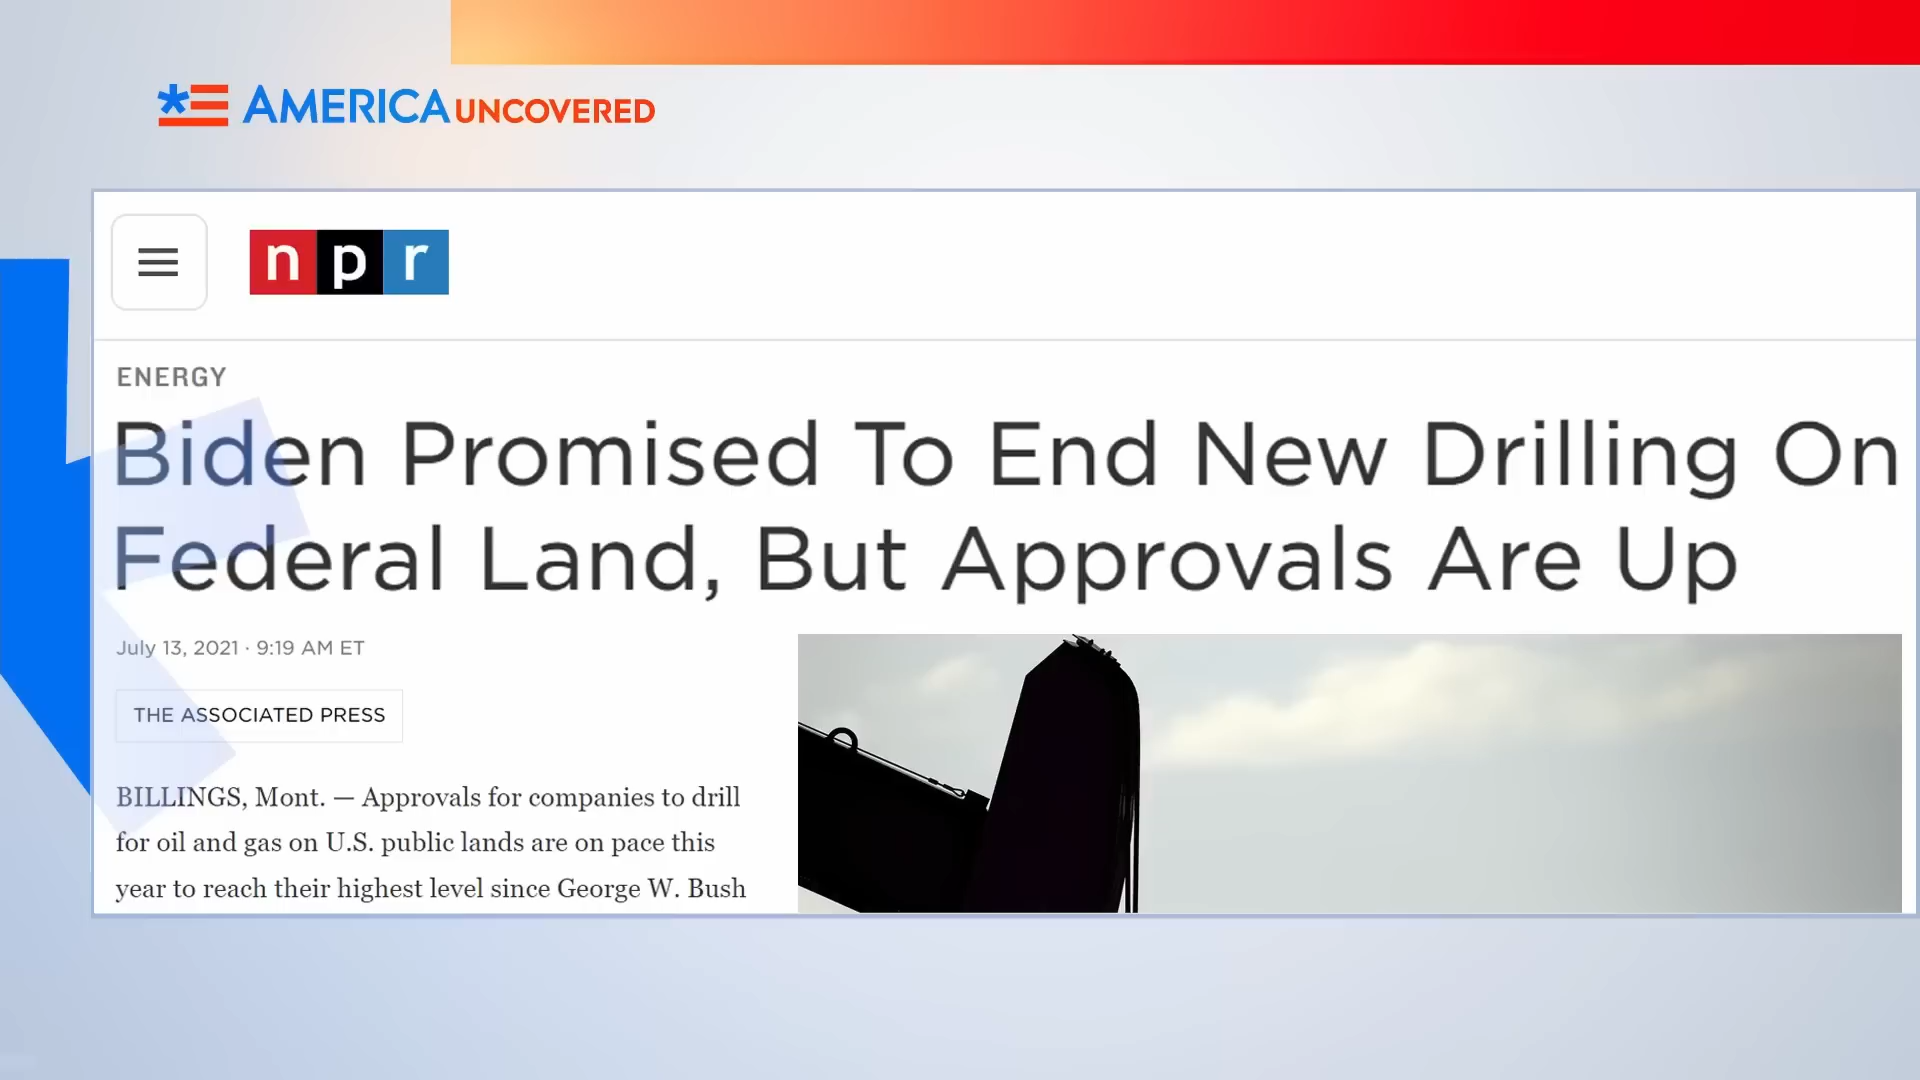 AMERICA UNCOVERED
npr
ENERGY
Biden Promised To End New Drilling On
Federal Land, But Approvals Are Up
July 13, 2021 · 9:19 AM ET
THE ASSOCIATED PRESS
BILLINGS, Mont. — Approvals for companies to drill
for oil and gas on U.S. public lands are on pace this
year to reach their highest level since George W. Bush